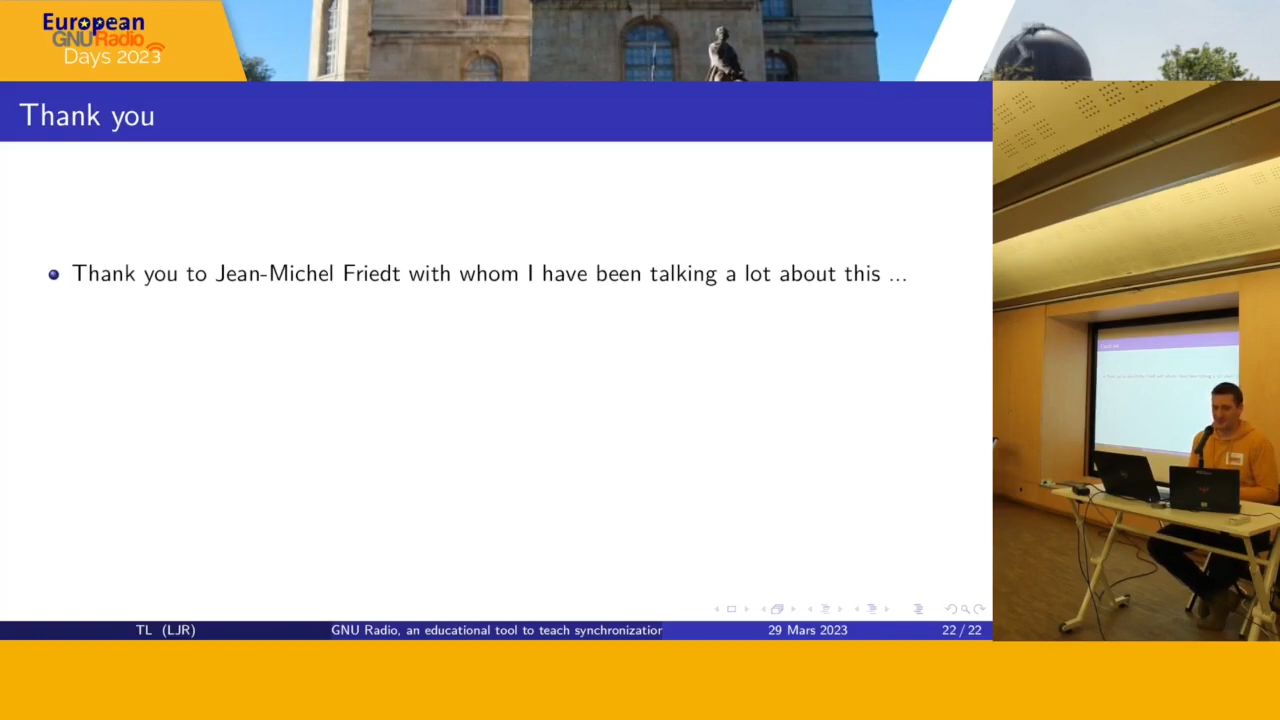 European
GNU Radio
Days 2023
Thank you
Thank you to Jean-Michel Friedt with whom I have been talking a lot about this ...
TL (LJR)
GNU Radio, an educational tool to teach synchronization
29 Mars 2023
22 / 22